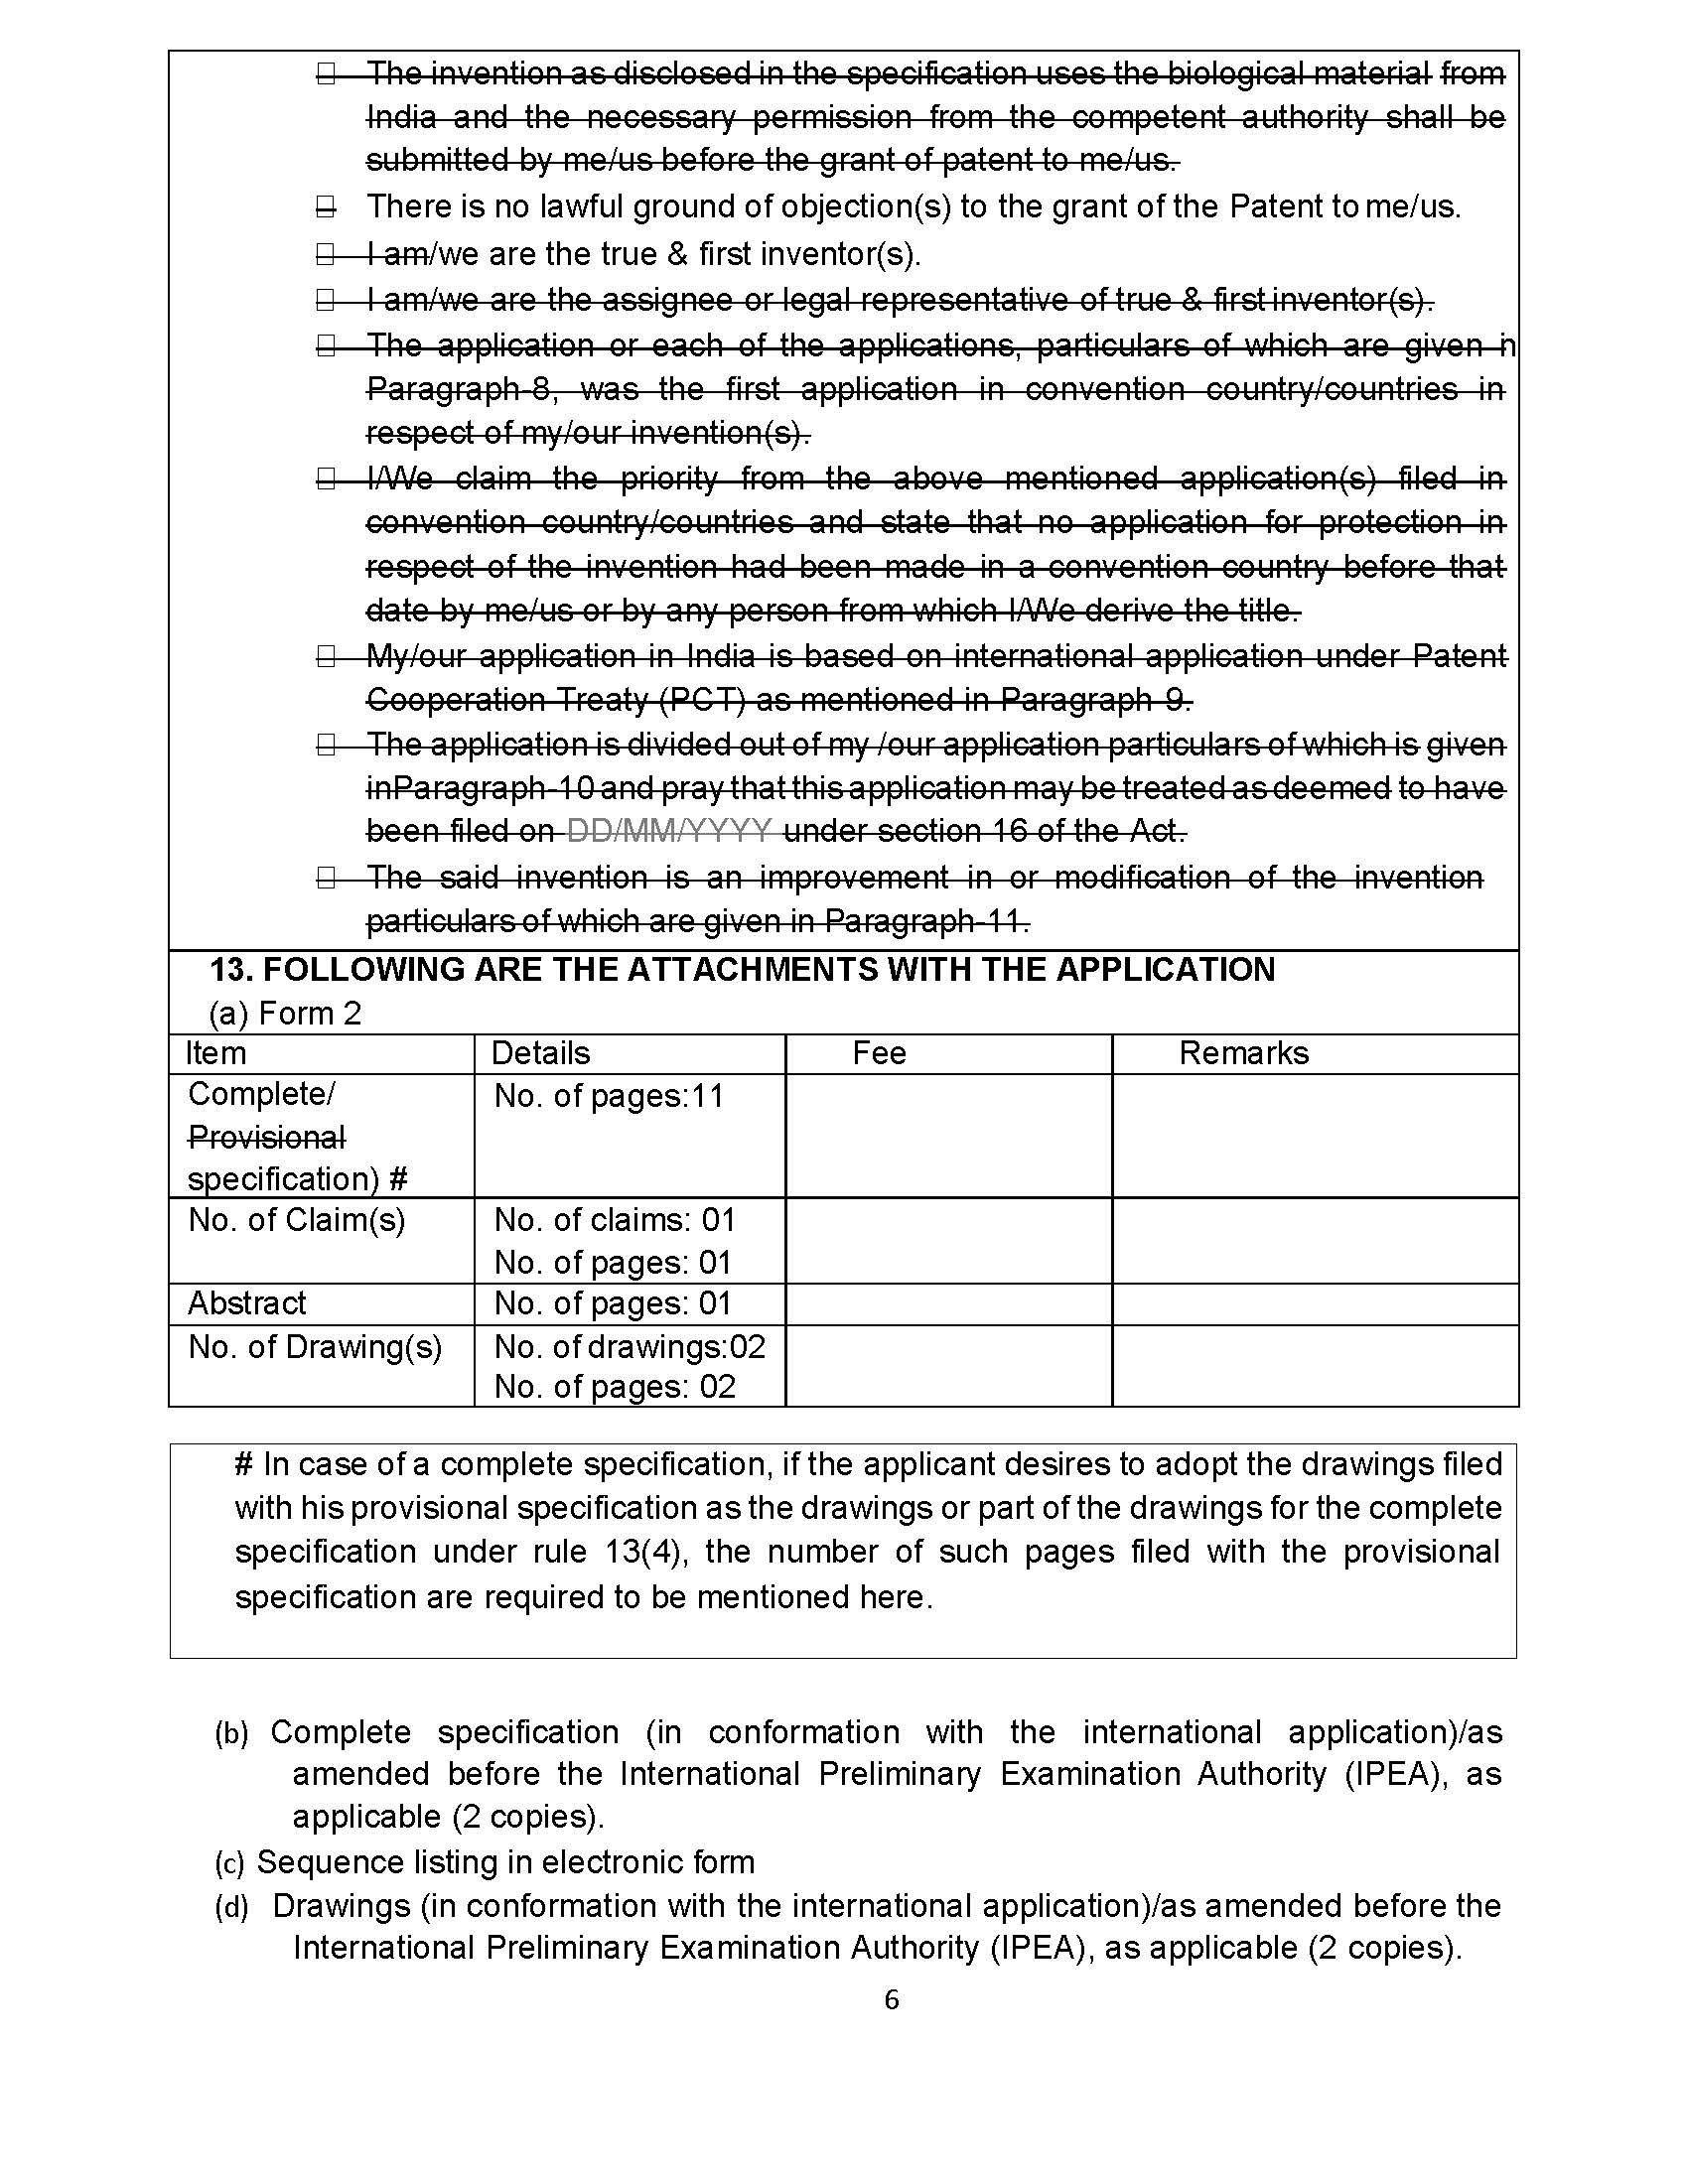 ☐ The invention as disclosed in the specification uses the biological material from
India and the necessary permission from the competent authority shall be
submitted by me/us before the grant of patent to me/us.
☐ There is no lawful ground of objection(s) to the grant of the Patent to me/us.
☐ I am/we are the true & first inventor(s).
☐ I am/we are the assignee or legal representative of true & first inventor(s).
☐ The application or each of the applications, particulars of which are given in
Paragraph-8, was the first application in convention country/countries in
respect of my/our invention(s).
☐ I/We claim the priority from the above mentioned application(s) filed in
convention country/countries and state that no application for protection in
respect of the invention had been made in a convention country before that
date by me/us or by any person from which I/We derive the title.
☐ My/our application in India is based on international application under Patent
Cooperation Treaty (PCT) as mentioned in Paragraph-9.
☐ The application is divided out of my /our application particulars of which is given
inParagraph-10 and pray that this application may be treated as deemed to have
been filed on DD/MM/YYYY under section 16 of the Act.
☐ The said invention is an improvement in or modification of the invention
particulars of which are given in Paragraph-11.
13. FOLLOWING ARE THE ATTACHMENTS WITH THE APPLICATION
(a) Form 2
Item Details Fee Remarks
Complete/ No. of pages:11
Provisional
specification) #
No. of Claim(s) No. of claims: 01
No. of pages: 01
Abstract No. of pages: 01
No. of Drawing(s) No. of drawings:02
No. of pages: 02
# In case of a complete specification, if the applicant desires to adopt the drawings filed
with his provisional specification as the drawings or part of the drawings for the complete
specification under rule 13(4), the number of such pages filed with the provisional
specification are required to be mentioned here.
(b) Complete specification (in conformation with the international application)/as
amended before the International Preliminary Examination Authority (IPEA), as
applicable (2 copies).
(c) Sequence listing in electronic form
(d) Drawings (in conformation with the international application)/as amended before the
International Preliminary Examination Authority (IPEA), as applicable (2 copies).
6